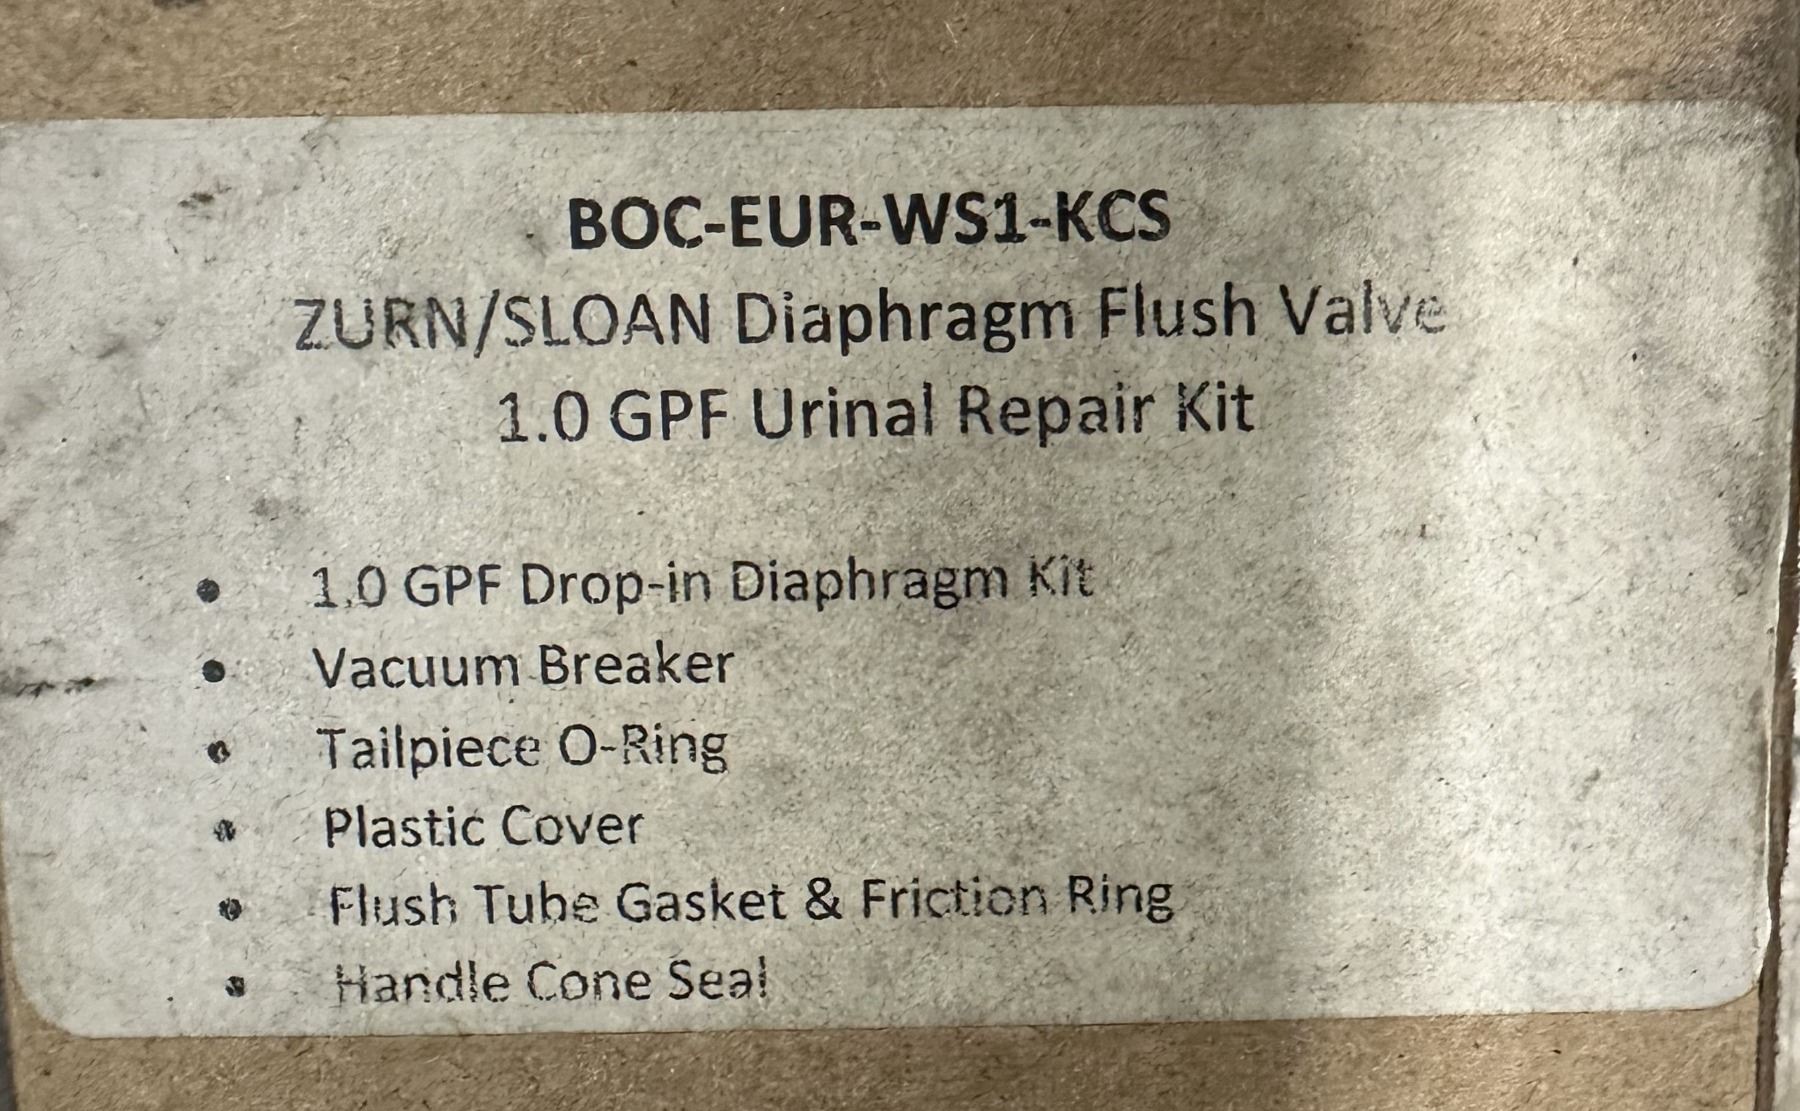 BOC-EUR-WS1-KCS
ZURN/SLOAN Diaphragm Flush Valve
1.0 GPF Urinal Repair Kit
• 1.0 GPF Drop-in Diaphragm Kit
• Vacuum Breaker
• Tailpiece O-Ring
• Plastic Cover
• Flush Tube Gasket & Friction Ring
• Handle Cone Seal